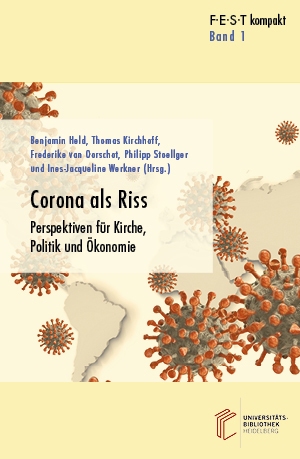 F·E·S·T kompakt
Band 1
Benjamin Held, Thomas Kirchhoff,
Frederike van Oorschot, Philipp Stoellger
und Ines-Jacqueline Werkner (Hrsg.)
Corona als Riss
Perspektiven für Kirche,
Politik und Ökonomie
UNIVERSITÄTS-
BIBLIOTHEK
HEIDELBERG